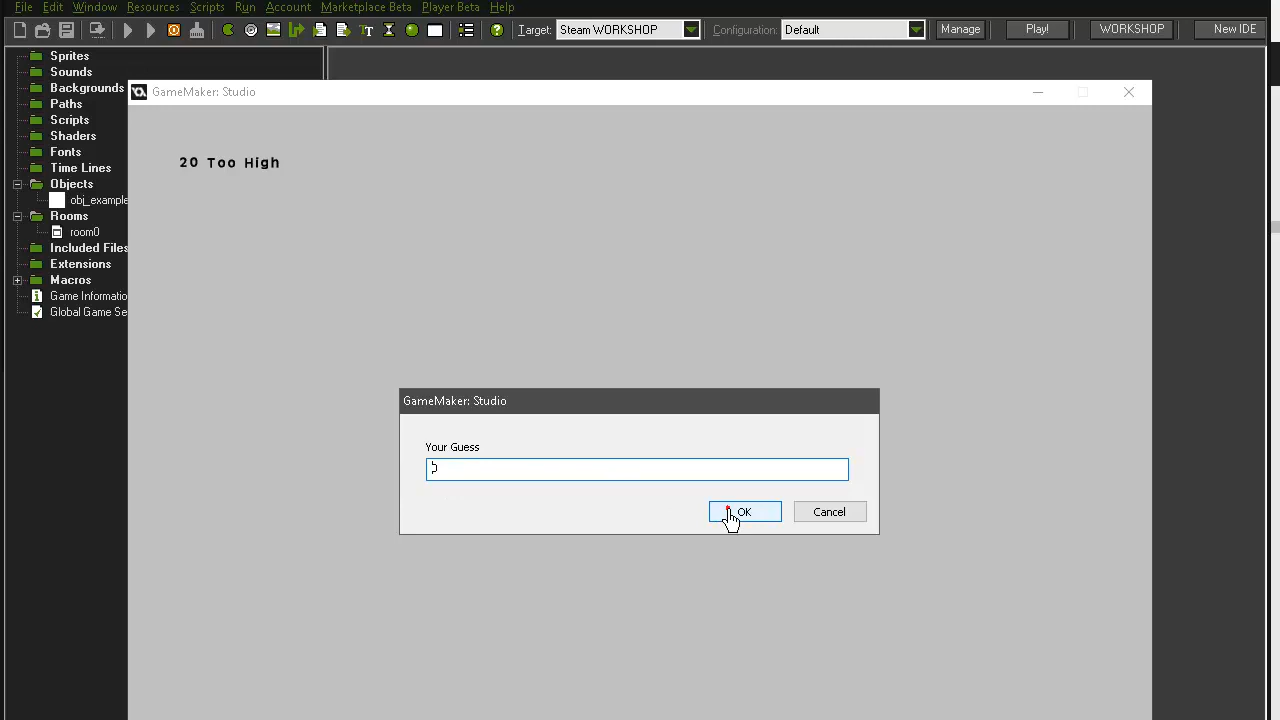 File Edit Window Resources Scripts Run Account Marketplace Beta Player Beta Help
Target: Steam WORKSHOP Configuration: Default Manage Play! WORKSHOP New IDE
Sprites
Sounds
Backgrounds
Paths
Scripts
Shaders
Fonts
Time Lines
Objects
obj_example
Rooms
room0
Included Files
Extensions
Macros
Game Informatio
Global Game Se
GameMaker: Studio
20 Too High
GameMaker: Studio
Your Guess
OK Cancel